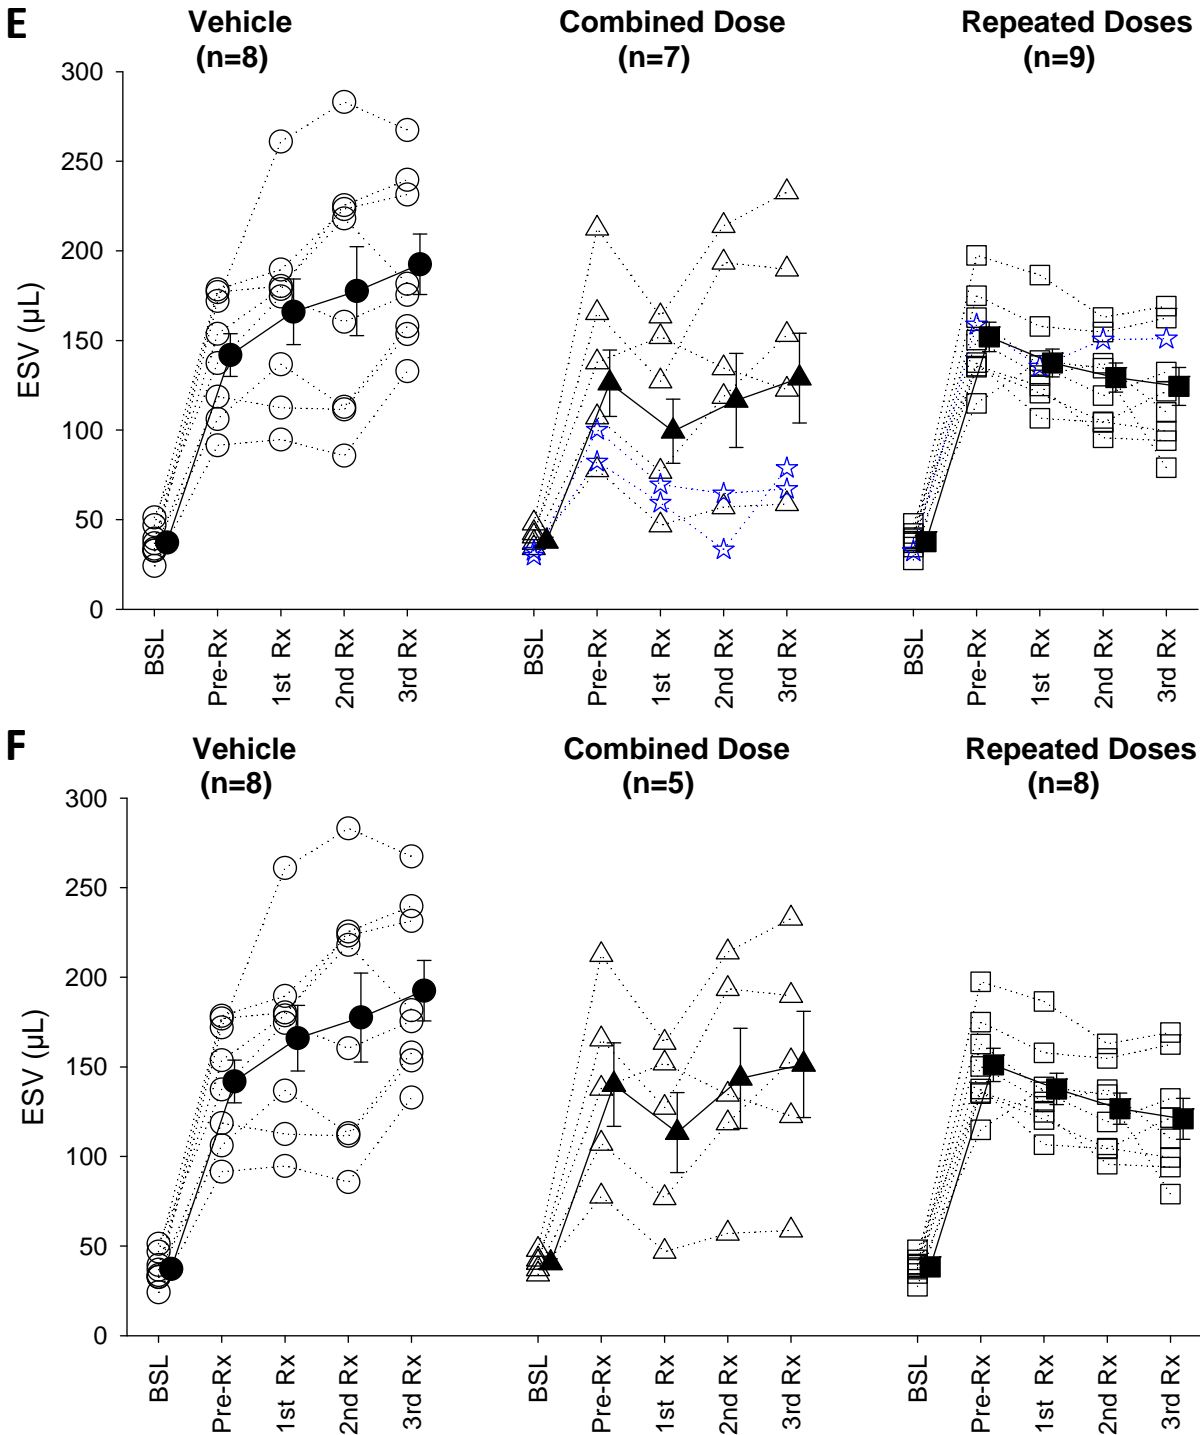 E
Vehicle
(n=8)
Combined Dose
(n=7)
Repeated Doses
(n=9)
ESV (µL)
300
250
200
150
100
50
0
BSL
Pre-Rx
1st Rx
2nd Rx
3rd Rx
BSL
Pre-Rx
1st Rx
2nd Rx
3rd Rx
BSL
Pre-Rx
1st Rx
2nd Rx
3rd Rx
F
Vehicle
(n=8)
Combined Dose
(n=5)
Repeated Doses
(n=8)
ESV (µL)
300
250
200
150
100
50
0
BSL
Pre-Rx
1st Rx
2nd Rx
3rd Rx
BSL
Pre-Rx
1st Rx
2nd Rx
3rd Rx
BSL
Pre-Rx
1st Rx
2nd Rx
3rd Rx